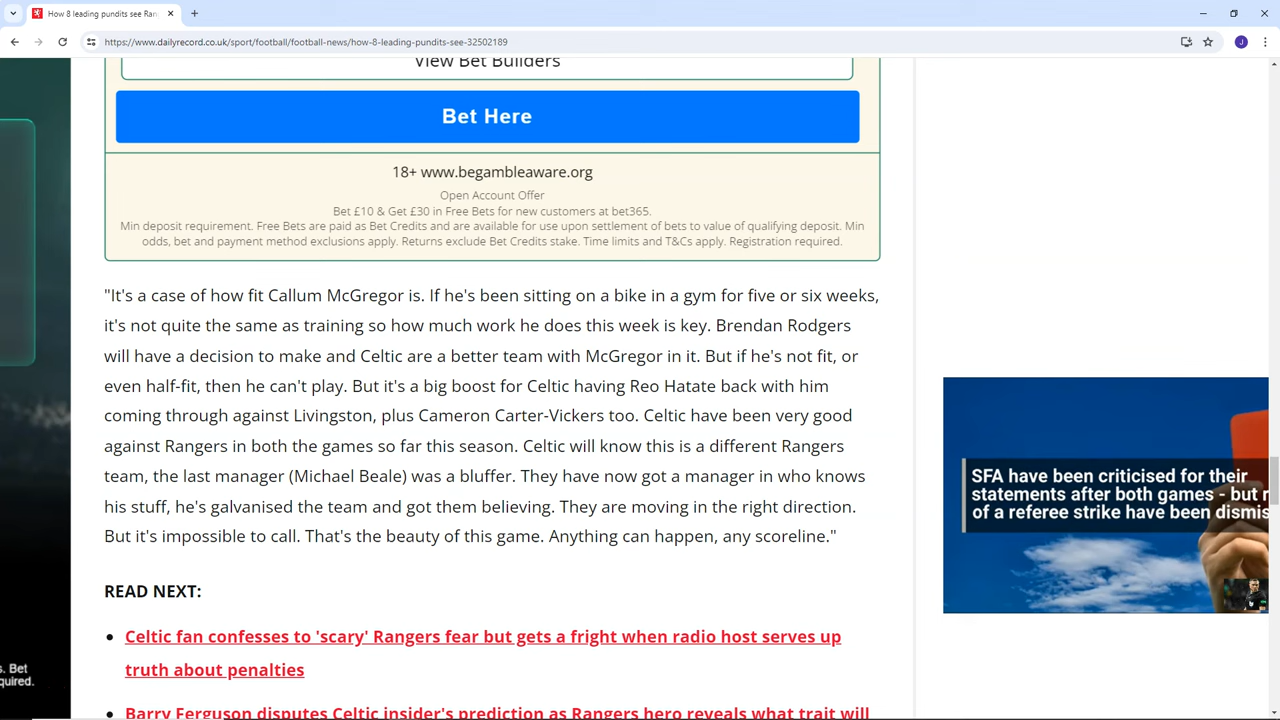 How 8 leading pundits see Ran
https://www.dailyrecord.co.uk/sport/football/football-news/how-8-leading-pundits-see-32502189
J
View Bet Builders
Bet Here
18+ www.begambleaware.org
Open Account Offer
Bet £10 & Get £30 in Free Bets for new customers at bet365.
Min deposit requirement. Free Bets are paid as Bet Credits and are available for use upon settlement of bets to value of qualifying deposit. Min
odds, bet and payment method exclusions apply. Returns exclude Bet Credits stake. Time limits and T&Cs apply. Registration required.
"It's a case of how fit Callum McGregor is. If he's been sitting on a bike in a gym for five or six weeks,
it's not quite the same as training so how much work he does this week is key. Brendan Rodgers
will have a decision to make and Celtic are a better team with McGregor in it. But if he's not fit, or
even half-fit, then he can't play. But it's a big boost for Celtic having Reo Hatate back with him
coming through against Livingston, plus Cameron Carter-Vickers too. Celtic have been very good
against Rangers in both the games so far this season. Celtic will know this is a different Rangers
team, the last manager (Michael Beale) was a bluffer. They have now got a manager in who knows
his stuff, he's galvanised the team and got them believing. They are moving in the right direction.
But it's impossible to call. That's the beauty of this game. Anything can happen, any scoreline."
READ NEXT:
Celtic fan confesses to 'scary' Rangers fear but gets a fright when radio host serves up
truth about penalties
Barry Ferguson disputes Celtic insider's prediction as Rangers hero reveals what trait will
SFA have been criticised for their
statements after both games - but r
of a referee strike have been dismis
s. Bet
quired.